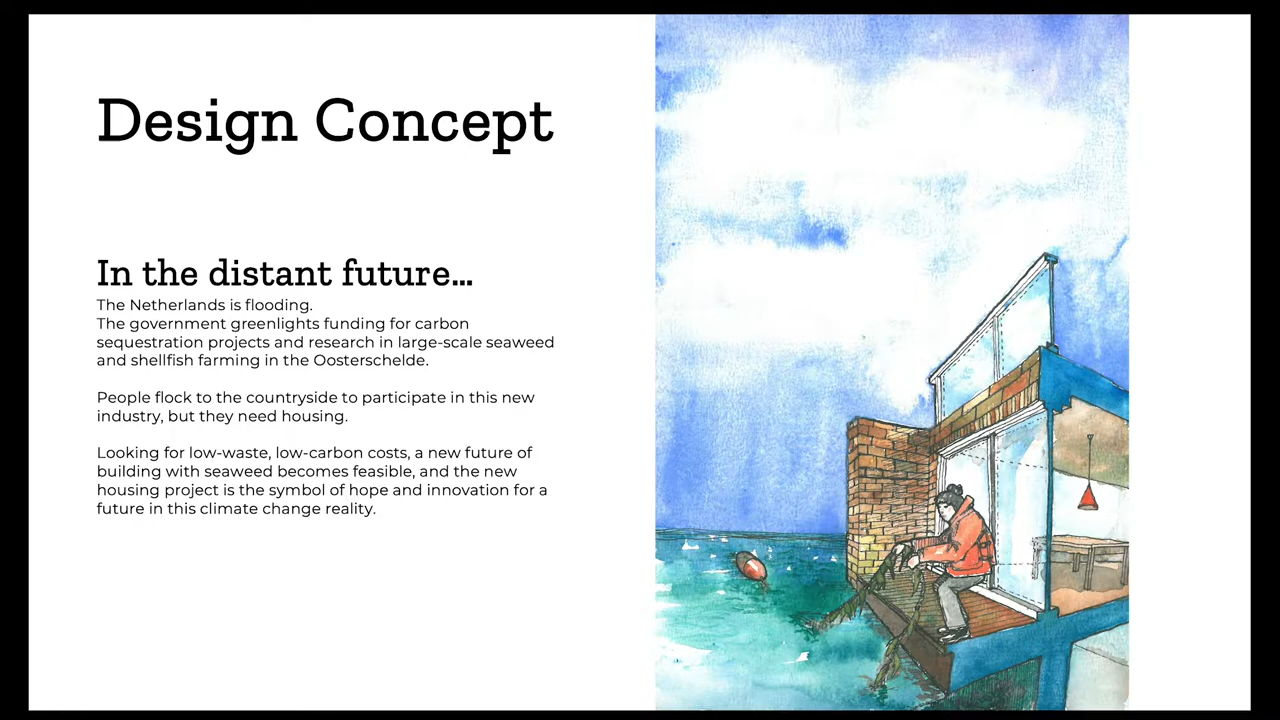 Design Concept
In the distant future...
The Netherlands is flooding.
The government greenlights funding for carbon
sequestration projects and research in large-scale seaweed
and shellfish farming in the Oosterschelde.
People flock to the countryside to participate in this new
industry, but they need housing.
Looking for low-waste, low-carbon costs, a new future of
building with seaweed becomes feasible, and the new
housing project is the symbol of hope and innovation for a
future in this climate change reality.